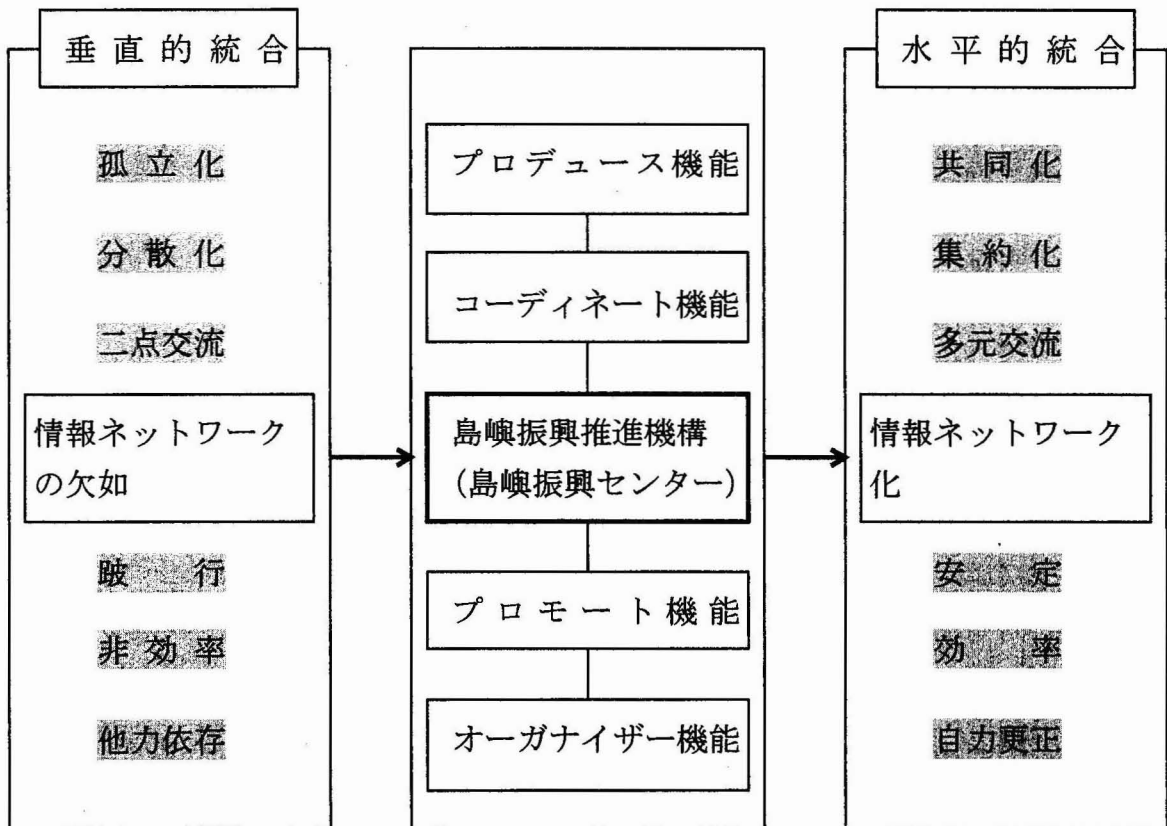 垂直的統合
孤立化
分散化
二点交流
情報ネットワーク
の欠如
跛行
非効率
他力依存
プロデュース機能
コーディネート機能
島嶼振興推進機構
(島嶼振興センター)
プロモート機能
オーガナイザー機能
水平的統合
共同化
集約化
多元交流
情報ネットワーク
化
安定
効率
自力更正